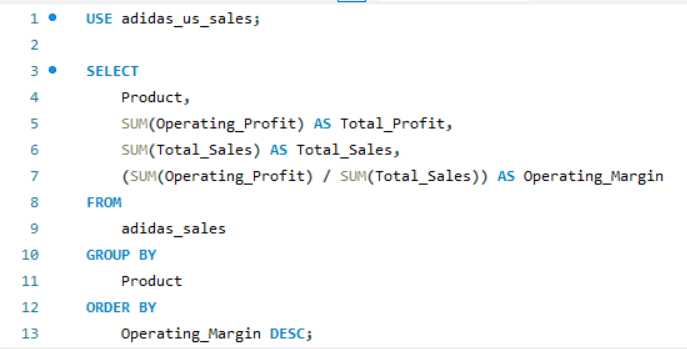 1 USE adidas_us_sales;
2
3 SELECT
4 Product,
5 SUM(Operating_Profit) AS Total_Profit,
6 SUM(Total_Sales) AS Total_Sales,
7 (SUM(Operating_Profit) / SUM(Total_Sales)) AS Operating_Margin
8 FROM
9 adidas_sales
10 GROUP BY
11 Product
12 ORDER BY
13 Operating_Margin DESC;